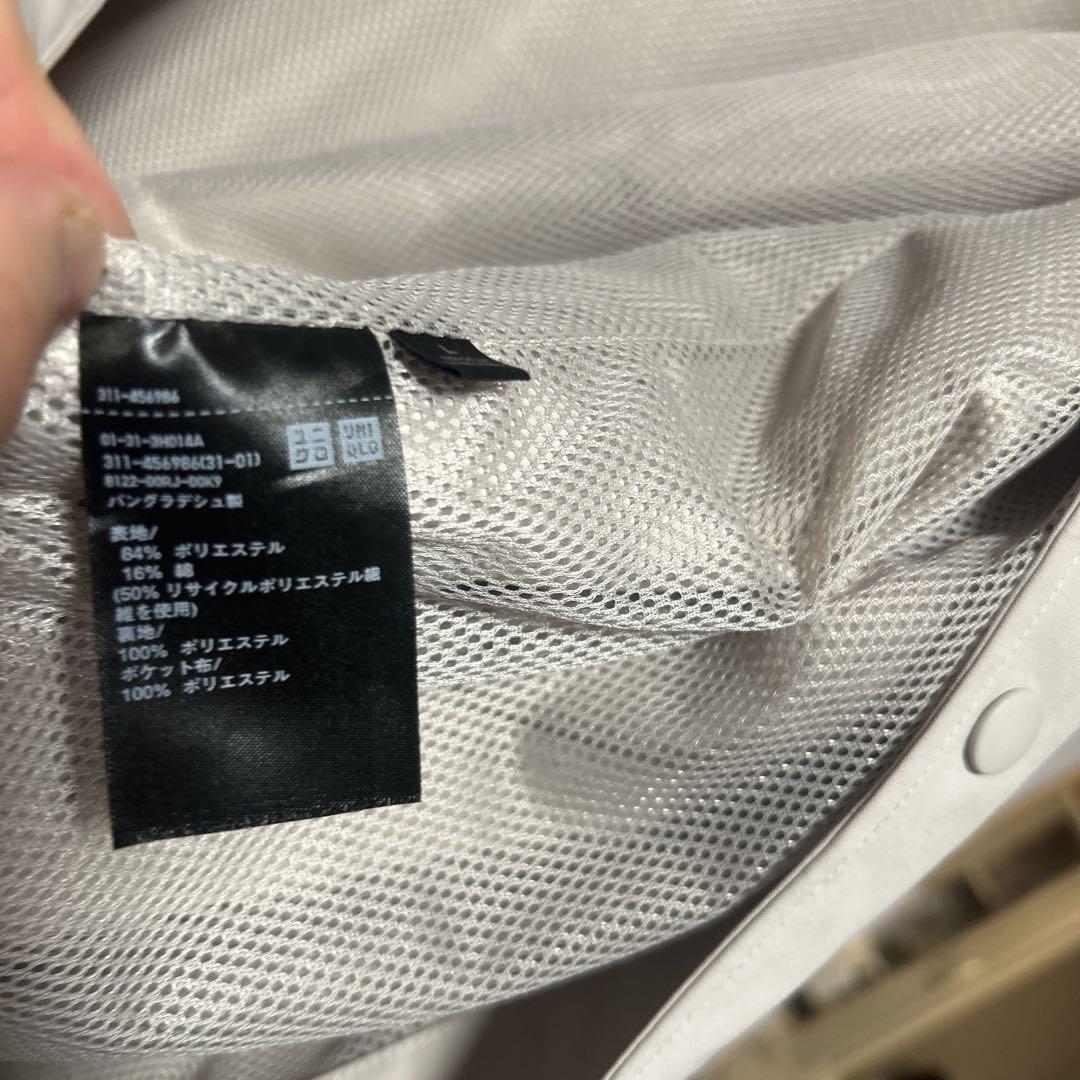 L
311-456986
01-31-3H014A
311-456986(31-01)
8122-00RJ-00K9
バングラデシュ製
ユニ
クロ
UNI
QLO
表地/
84% ポリエステル
16% 綿
(50% リサイクルポリエステル繊
維を使用)
裏地/
100% ポリエステル
ポケット布/
100% ポリエステル